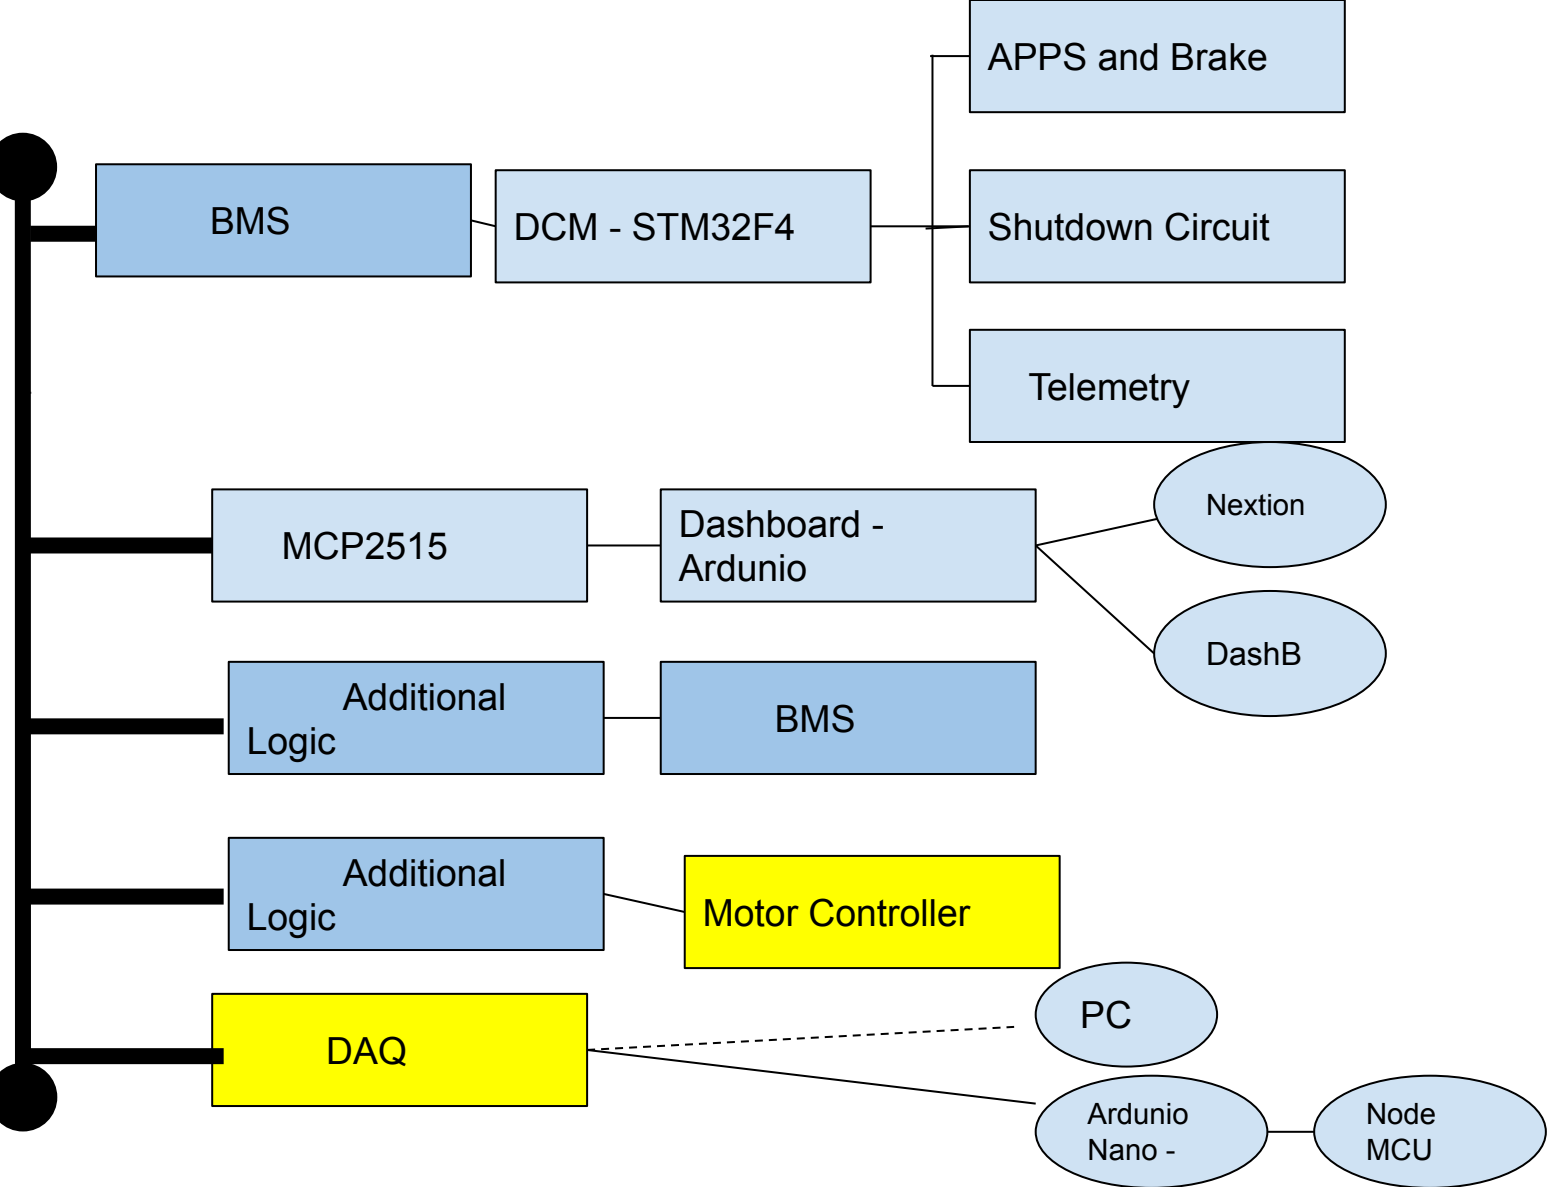 APPS and Brake
BMS
DCM - STM32F4
Shutdown Circuit
Telemetry
Nextion
MCP2515
Dashboard -
Ardunio
DashB
Additional
Logic
BMS
Additional
Logic
Motor Controller
PC
DAQ
Ardunio
Nano -
Node
MCU